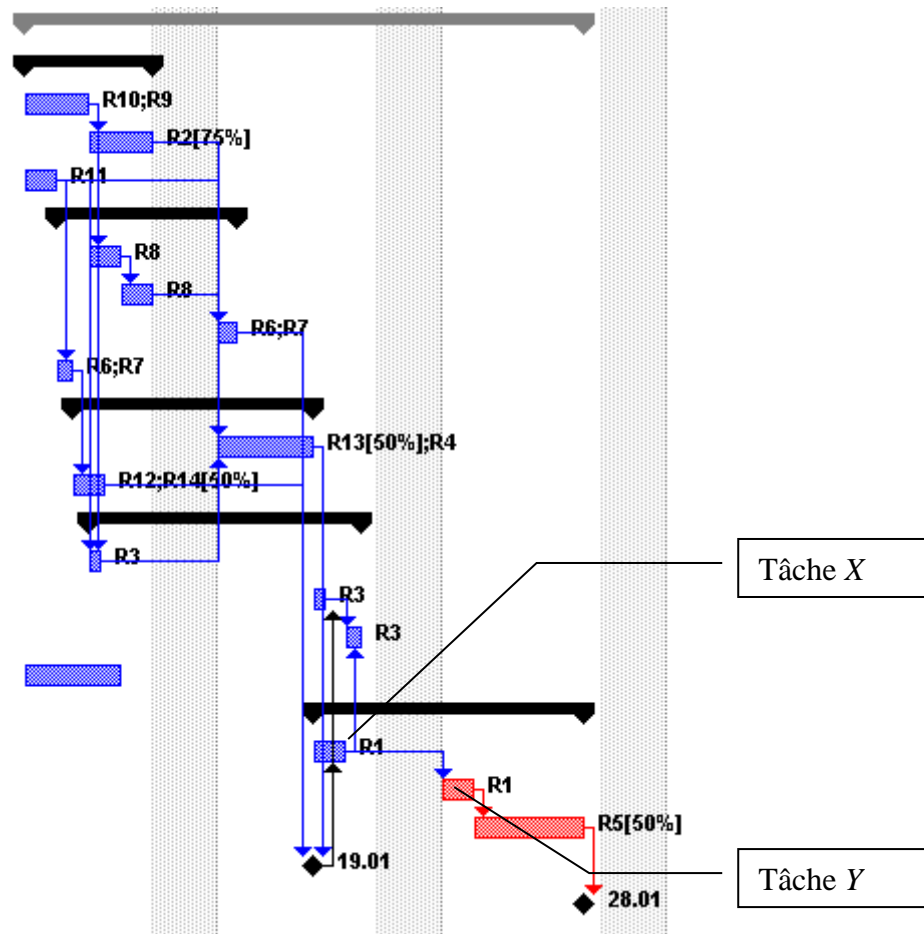 R10;R9
R2[75%]
R11
R8
R8
R6;R7
R6;R7
R13[50%];R4
R12;R14[50%]
R3
Tâche X
R3
R3
R1
R1
R5[50%]
19.01
Tâche Y
28.01